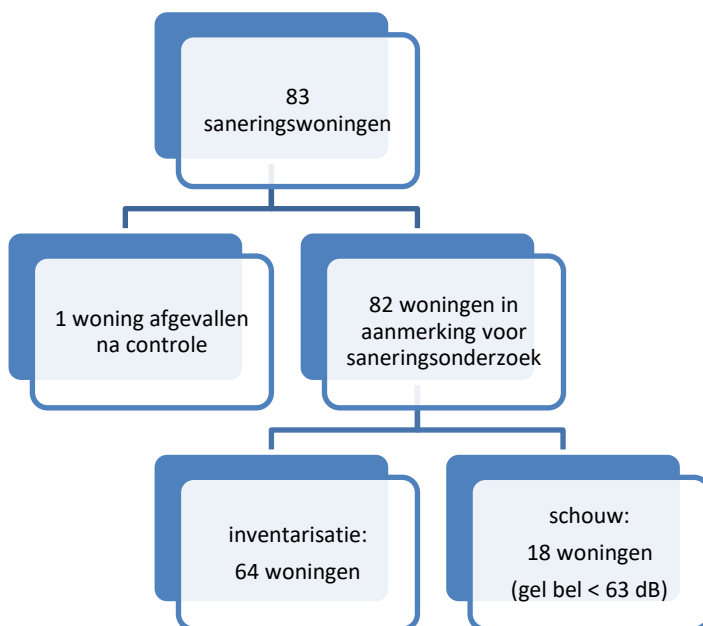 83
saneringswoningen
1 woning afgevallen
na controle
82 woningen in
aanmerking voor
saneringsonderzoek
inventarisatie:
64 woningen
schouw:
18 woningen
(gel bel < 63 dB)